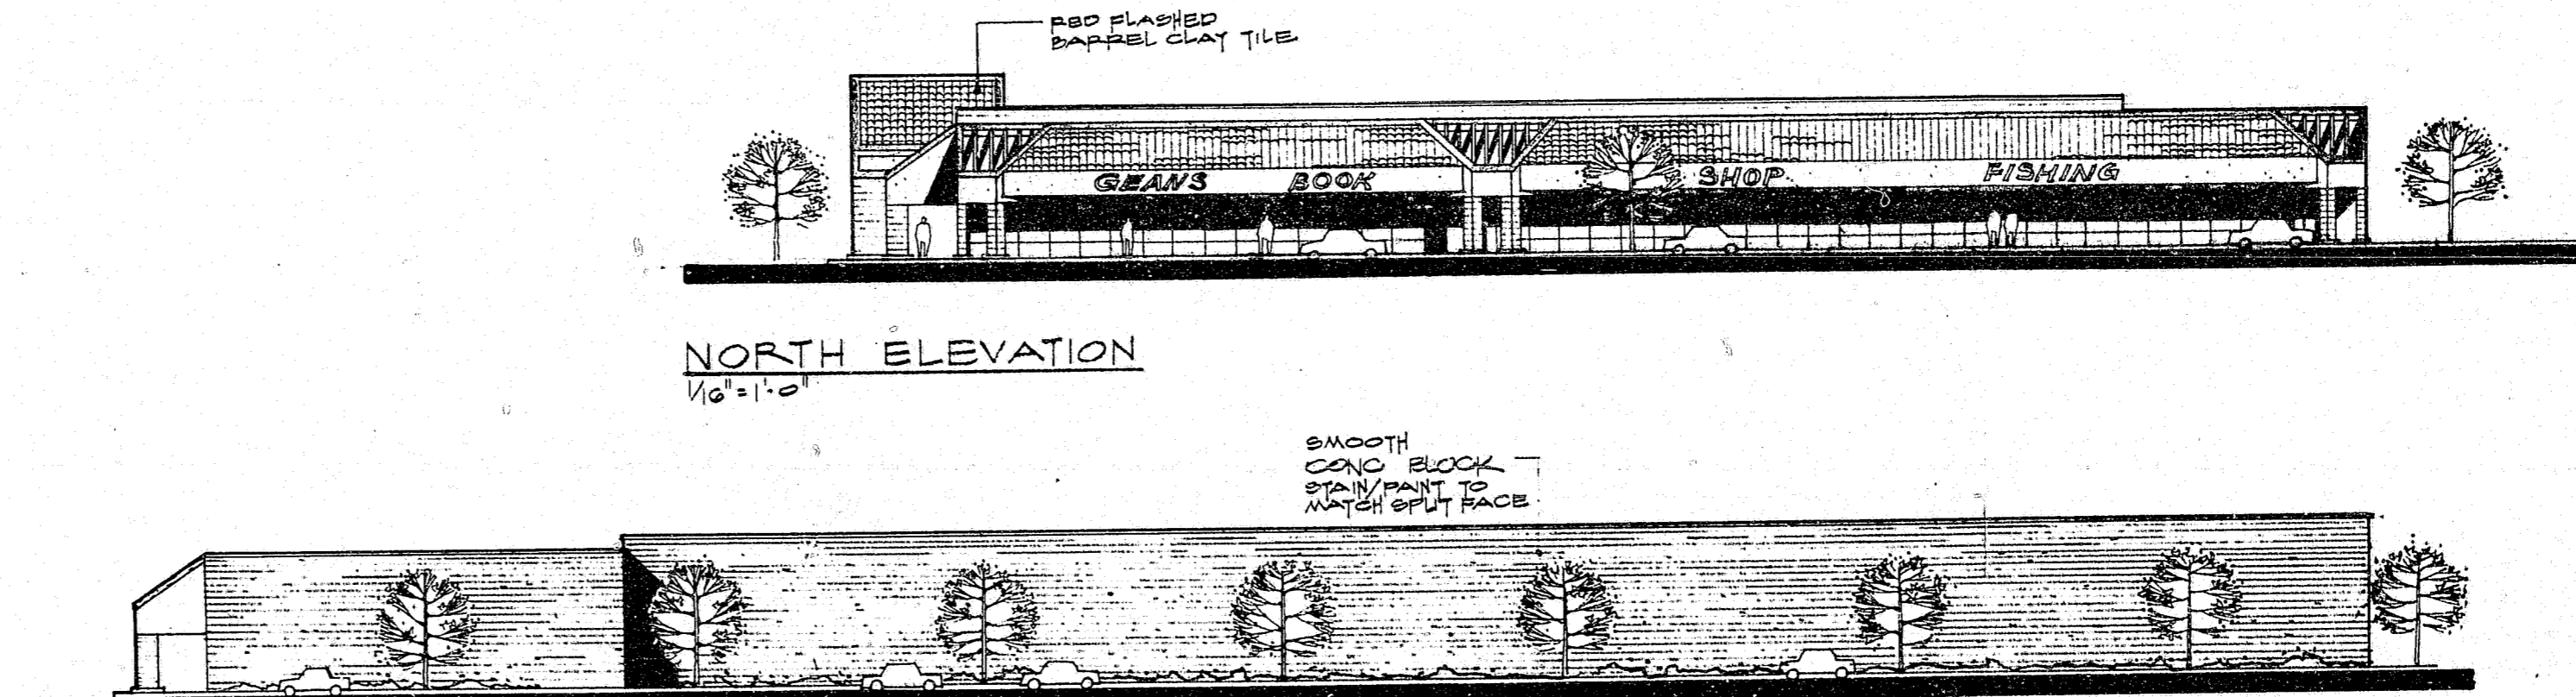 RED FLASHED
BARREL CLAY TILE
GEANS BOOK SHOP FISHING
NORTH ELEVATION
1/16"=1'-0"
SMOOTH
CONC BLOCK
STAIN/PAINT TO
MATCH SPLIT FACE